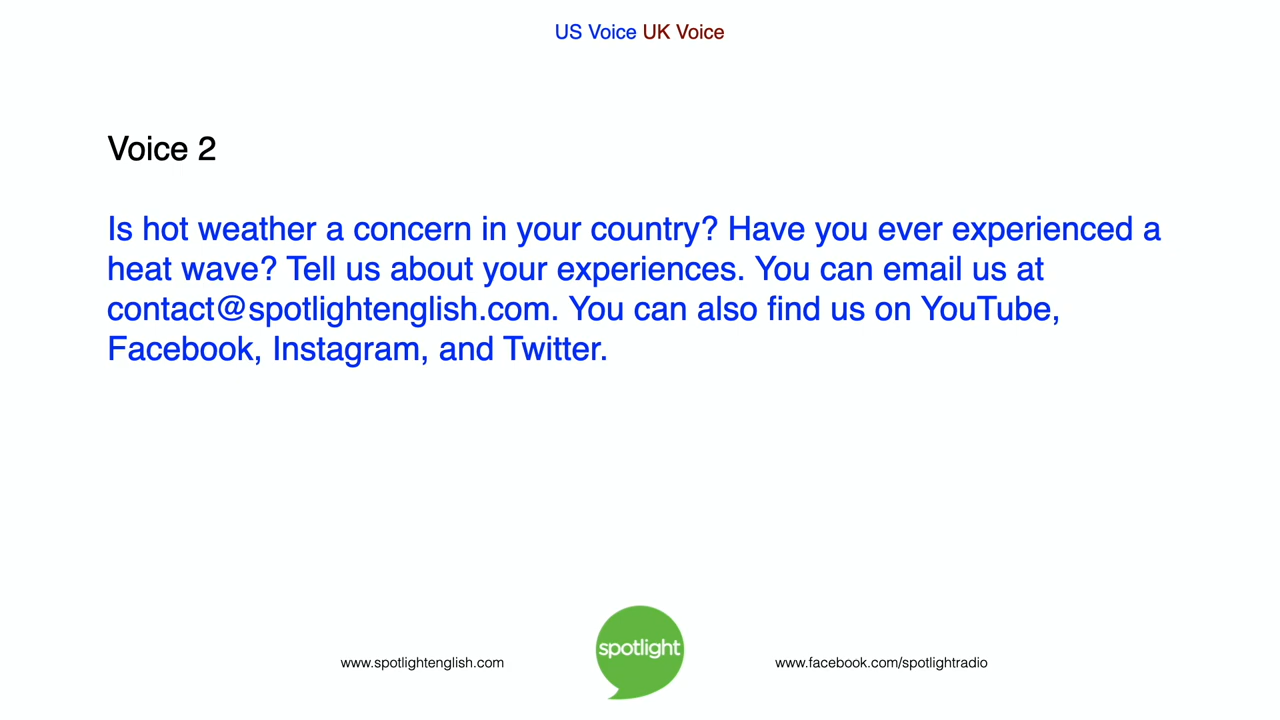 US Voice UK Voice
Voice 2
Is hot weather a concern in your country? Have you ever experienced a
heat wave? Tell us about your experiences. You can email us at
contact@spotlightenglish.com. You can also find us on YouTube,
Facebook, Instagram, and Twitter.
spotlight
www.spotlightenglish.com
www.facebook.com/spotlightradio